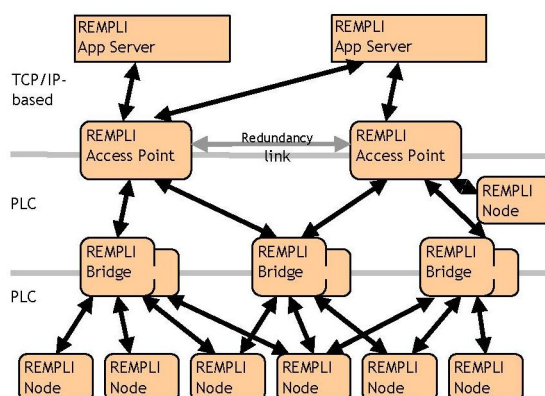 REMPLI
App Server
REMPLI
App Server
TCP/IP-
based
REMPLI
Access Point
Redundancy
link
REMPLI
Access Point
PLC
REMPLI
Node
REMPLI
Bridge
REMPLI
Bridge
REMPLI
Bridge
PLC
REMPLI
Node
REMPLI
Node
REMPLI
Node
REMPLI
Node
REMPLI
Node
REMPLI
Node